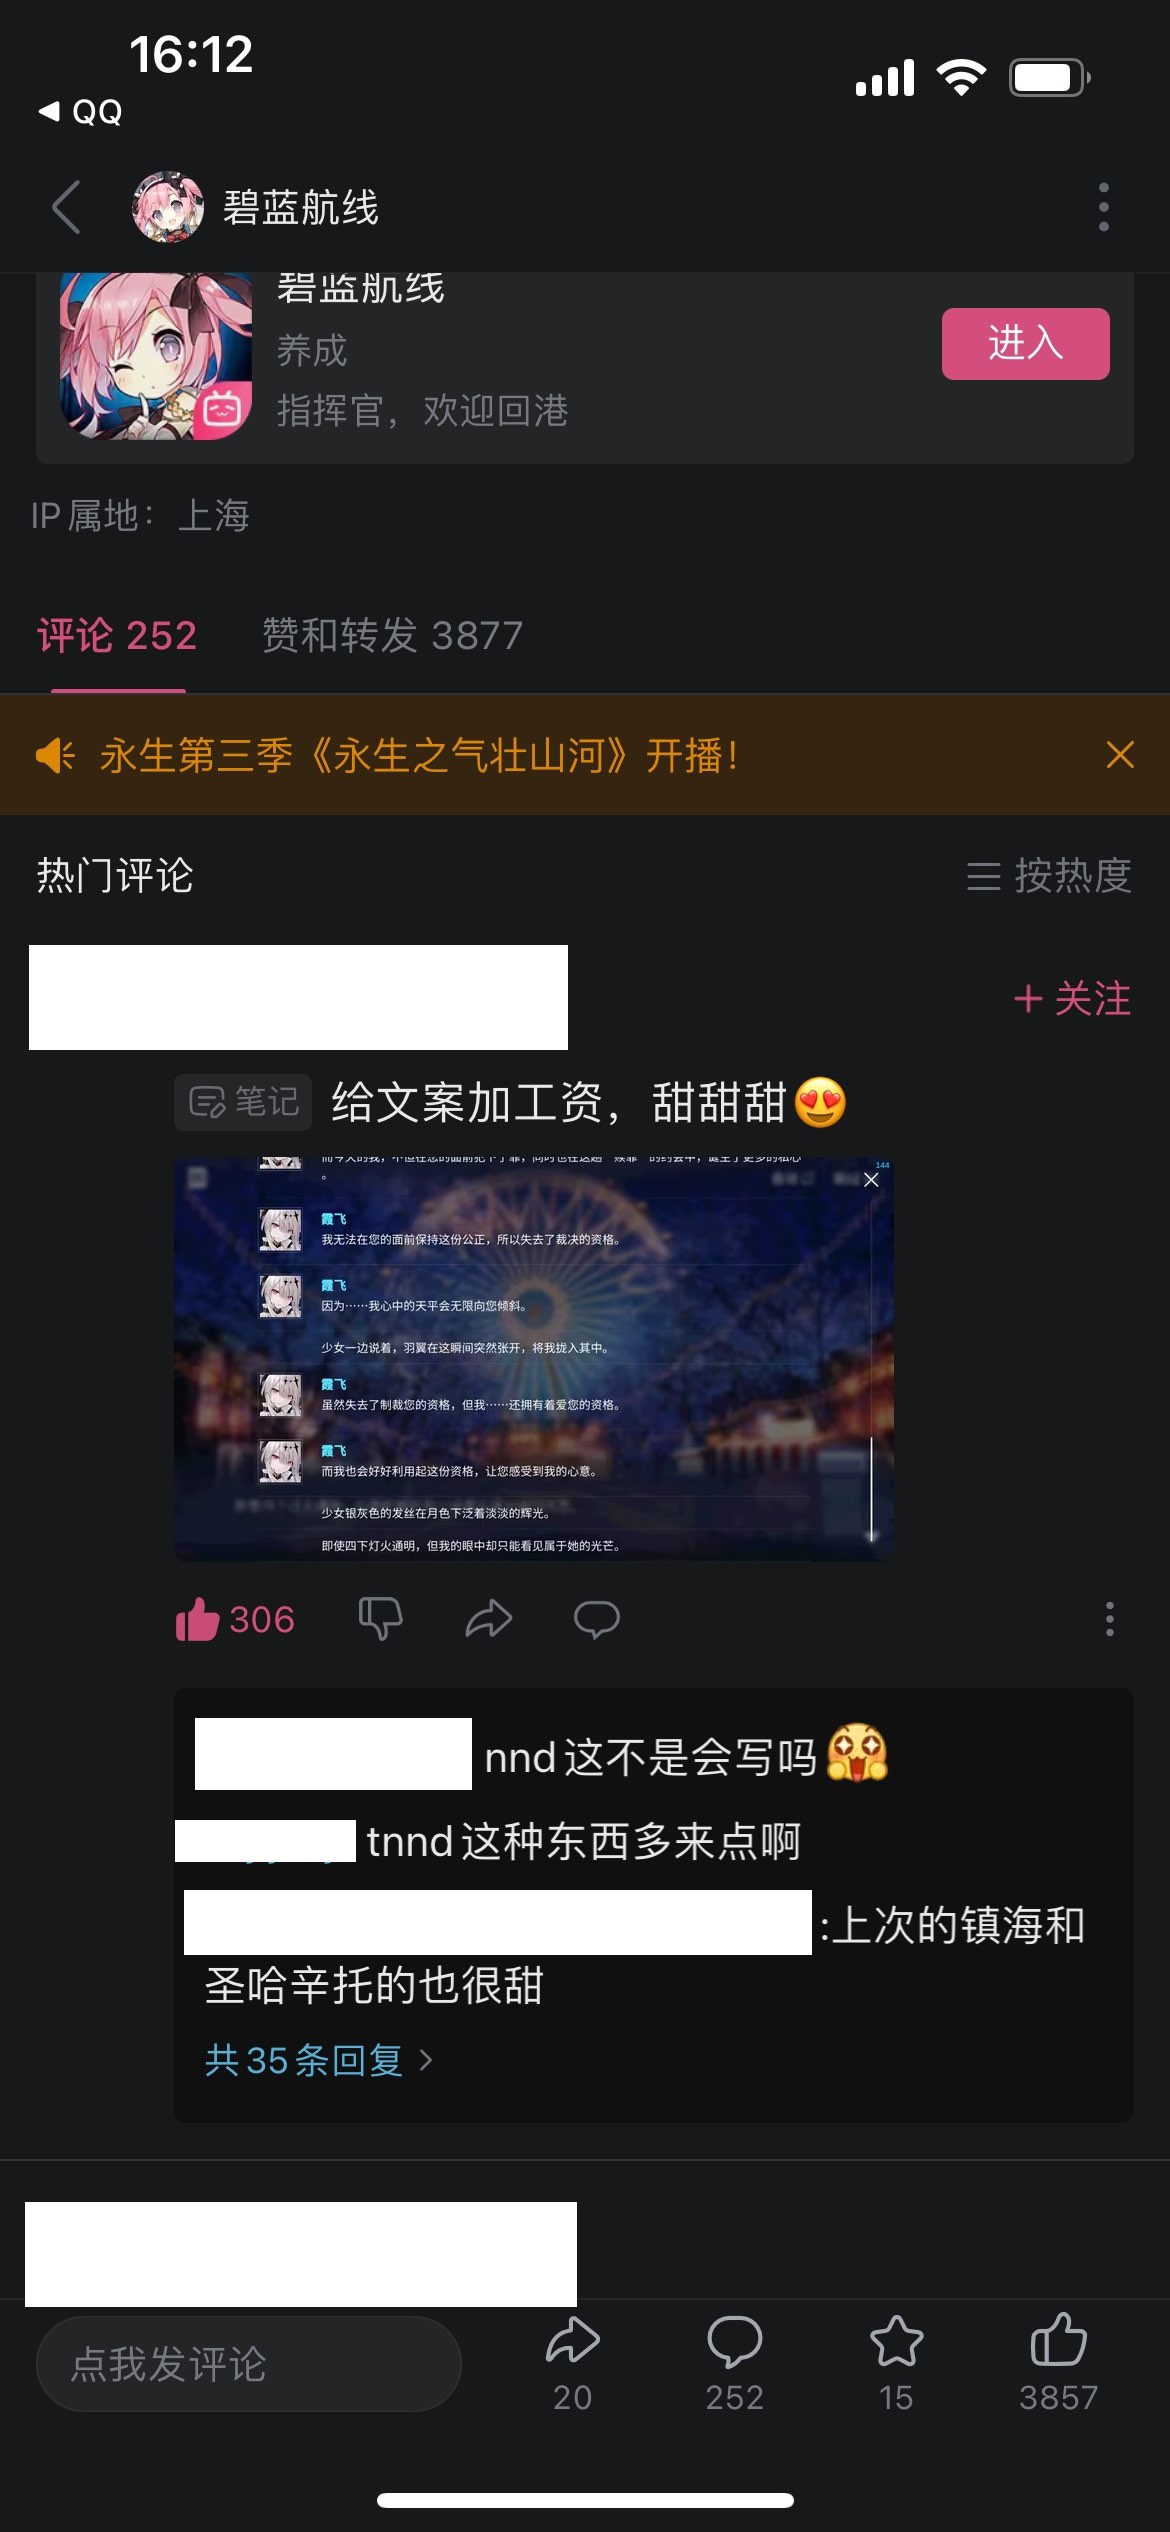 16:12
QQ
碧蓝航线
碧蓝航线
养成
进入
指挥官，欢迎回港
IP属地：上海
评论 252 赞和转发 3877
永生第三季《永生之气壮山河》开播！
热门评论 按热度
+ 关注
笔记 给文案加工资，甜甜甜
144
。
霞飞
我无法在您的面前保持这份公正，所以失去了裁决的资格。
霞飞
因为······我心中的天平会无限向您倾斜。
少女一边说着，羽翼在这瞬间突然张开，将我拢入其中。
霞飞
虽然失去了制裁您的资格，但我······还拥有着爱您的资格。
霞飞
而我也会好好利用起这份资格，让您感受到我的心意。
少女银灰色的发丝在月色下泛着淡淡的辉光。
即使四下灯火通明，但我的眼中却只能看见属于她的光芒。
306
nnd这不是会写吗
tnnd这种东西多来点啊
:上次的镇海和
圣哈辛托的也很甜
共35条回复
点我发评论
20 252 15 3857